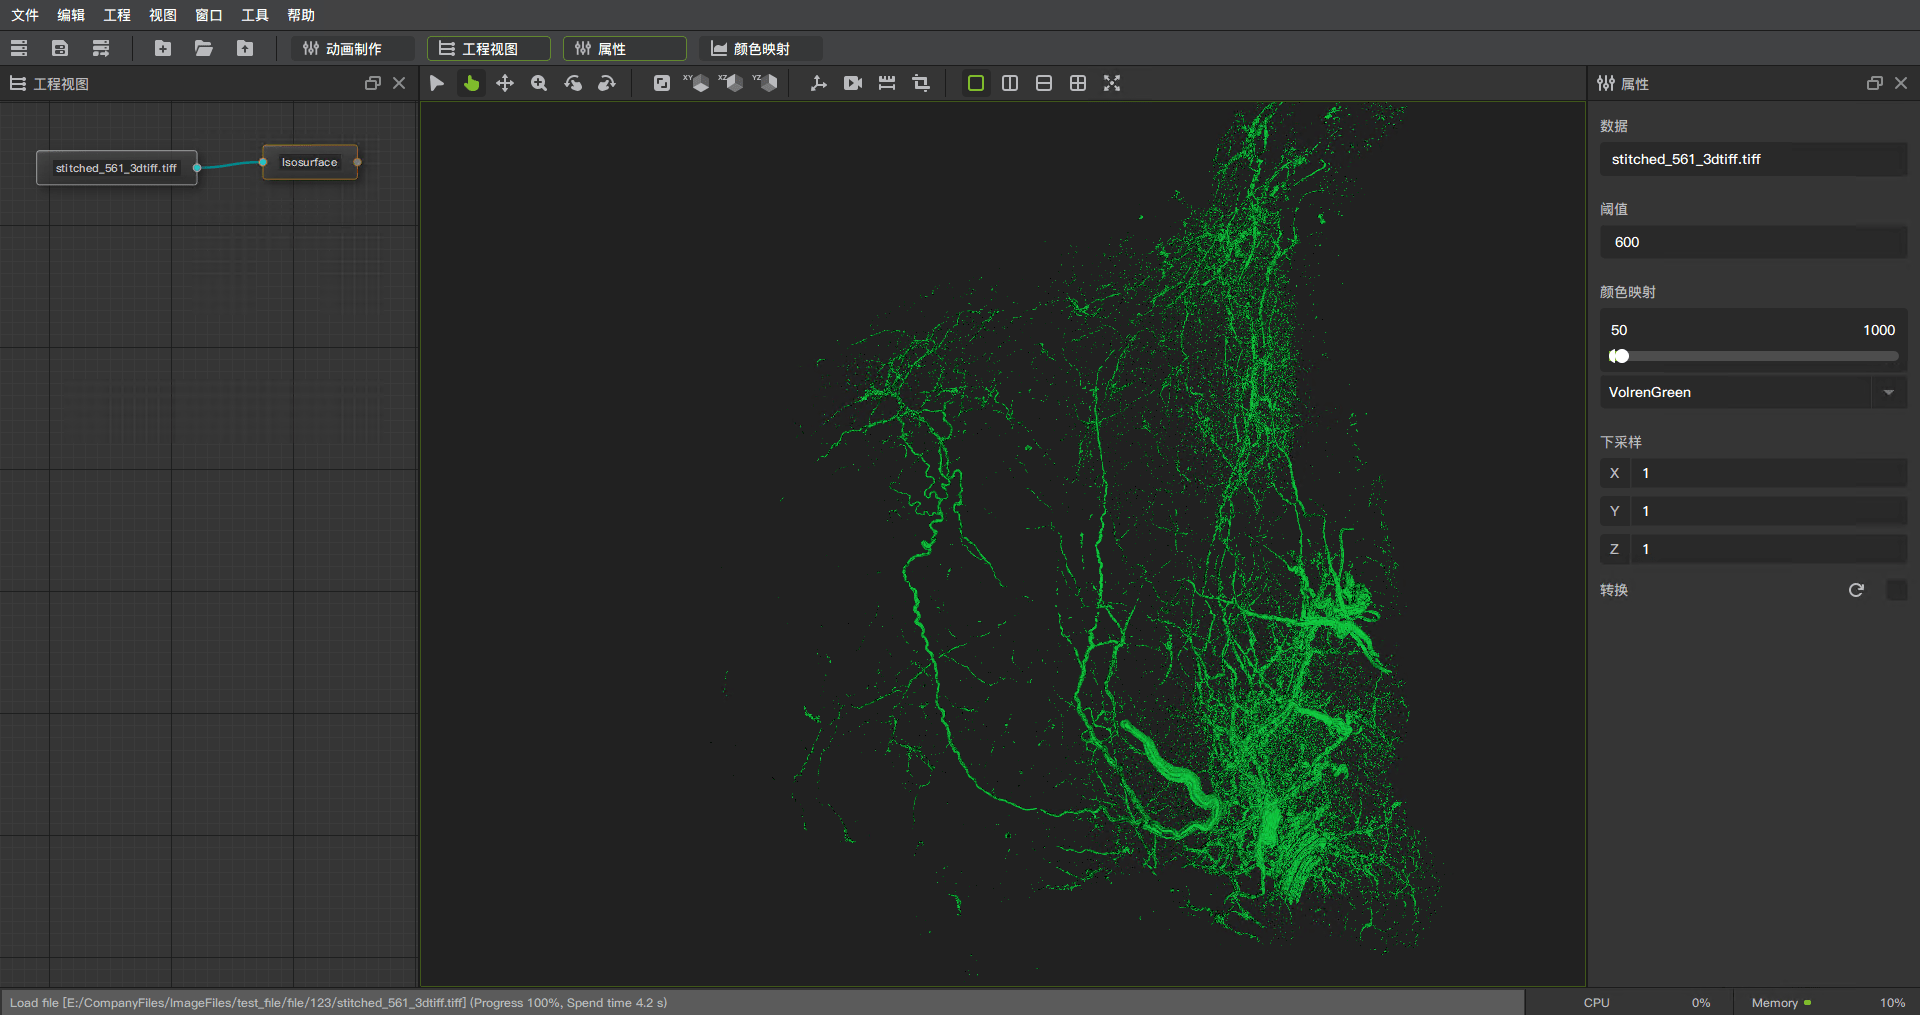 文件 编辑 工程 视图 窗口 工具 帮助
动画制作 工程视图 属性 颜色映射
工程视图
XY XZ YZ
属性
stitched_561_3dtiff.tiff
Isosurface
数据
stitched_561_3dtiff.tiff
阈值
600
颜色映射
50 1000
VolrenGreen
下采样
X 1
Y 1
Z 1
转换
Load file [E:/CompanyFiles/ImageFiles/test_file/file/123/stitched_561_3dtiff.tiff] (Progress 100%, Spend time 4.2 s)
CPU 0% Memory 10%